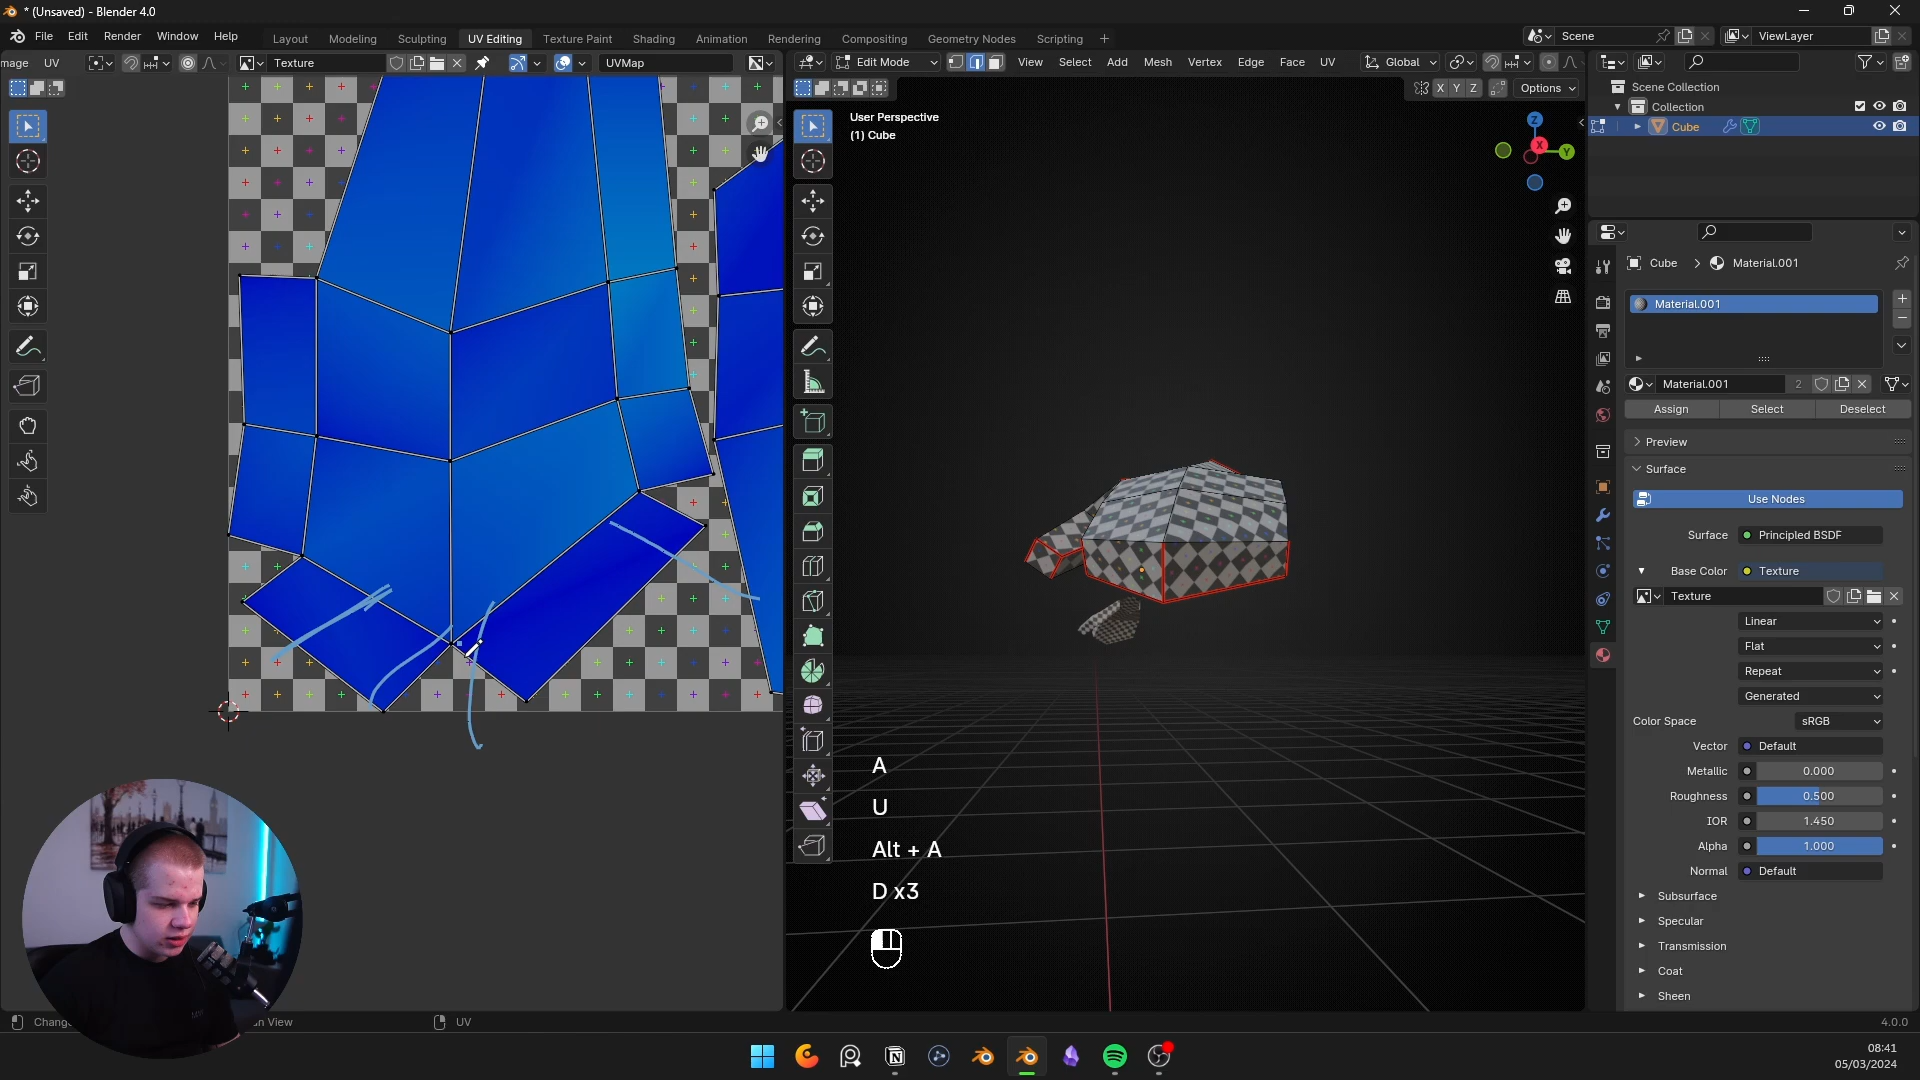 * (Unsaved) - Blender 4.0
File Edit Render Window Help
Layout Modeling Sculpting UV Editing Texture Paint Shading Animation Rendering Compositing Geometry Nodes Scripting +
Scene
ViewLayer
mage UV
Texture
UVMap
Edit Mode
View Select Add Mesh Vertex Edge Face UV
Global
X Y Z
Options
User Perspective
(1) Cube
Z
X
Y
Scene Collection
Collection
Cube
Cube > Material.001
Material.001
Material.001 2
Assign Select Deselect
Preview
Surface
Use Nodes
Surface Principled BSDF
Base Color Texture
Texture
Linear
Flat
Repeat
Generated
Color Space sRGB
Vector Default
Metallic 0.000
Roughness 0.500
IOR 1.450
Alpha 1.000
Normal Default
Subsurface
Specular
Transmission
Coat
Sheen
A
U
Alt + A
D x3
Chang
n View
UV
4.0.0
08:41
05/03/2024